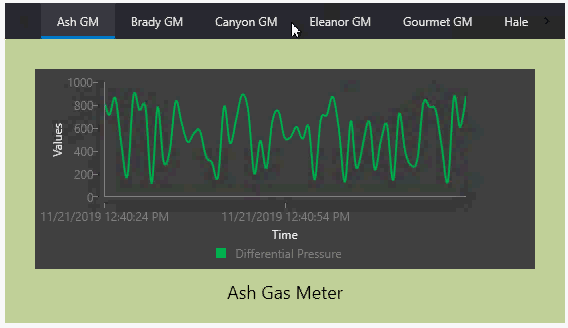 Ash GM Brady GM Canyon GM Eleanor GM Gourmet GM Hale
1000
800
600
400
200
0
Values
11/21/2019 12:40:24 PM 11/21/2019 12:40:54 PM
Time
Differential Pressure
Ash Gas Meter